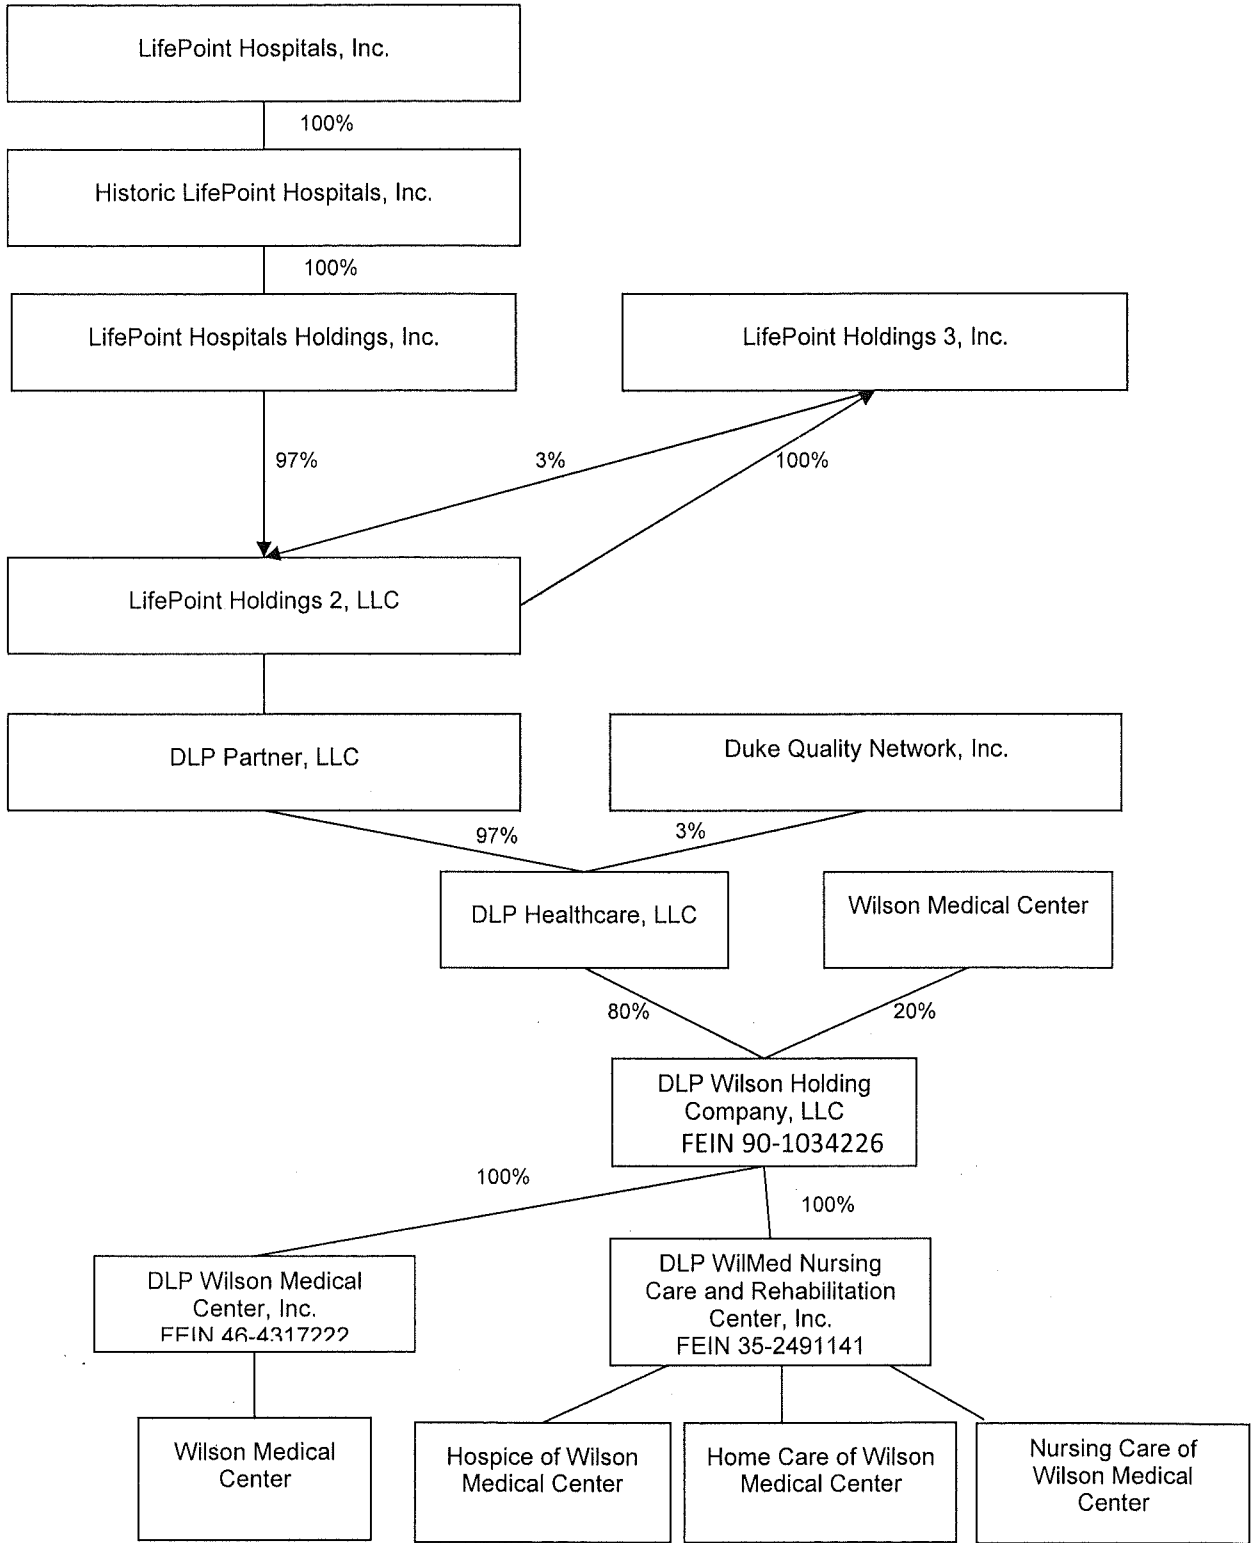 LifePoint Hospitals, Inc.
100%
Historic LifePoint Hospitals, Inc.
100%
LifePoint Hospitals Holdings, Inc.
LifePoint Holdings 3, Inc.
97%
3%
100%
LifePoint Holdings 2, LLC
DLP Partner, LLC
Duke Quality Network, Inc.
97%
3%
DLP Healthcare, LLC
Wilson Medical Center
80%
20%
DLP Wilson Holding
Company, LLC
FEIN 90-1034226
100%
100%
DLP Wilson Medical
Center, Inc.
FEIN 46-4317222
DLP WilMed Nursing
Care and Rehabilitation
Center, Inc.
FEIN 35-2491141
Wilson Medical
Center
Hospice of Wilson
Medical Center
Home Care of Wilson
Medical Center
Nursing Care of
Wilson Medical
Center